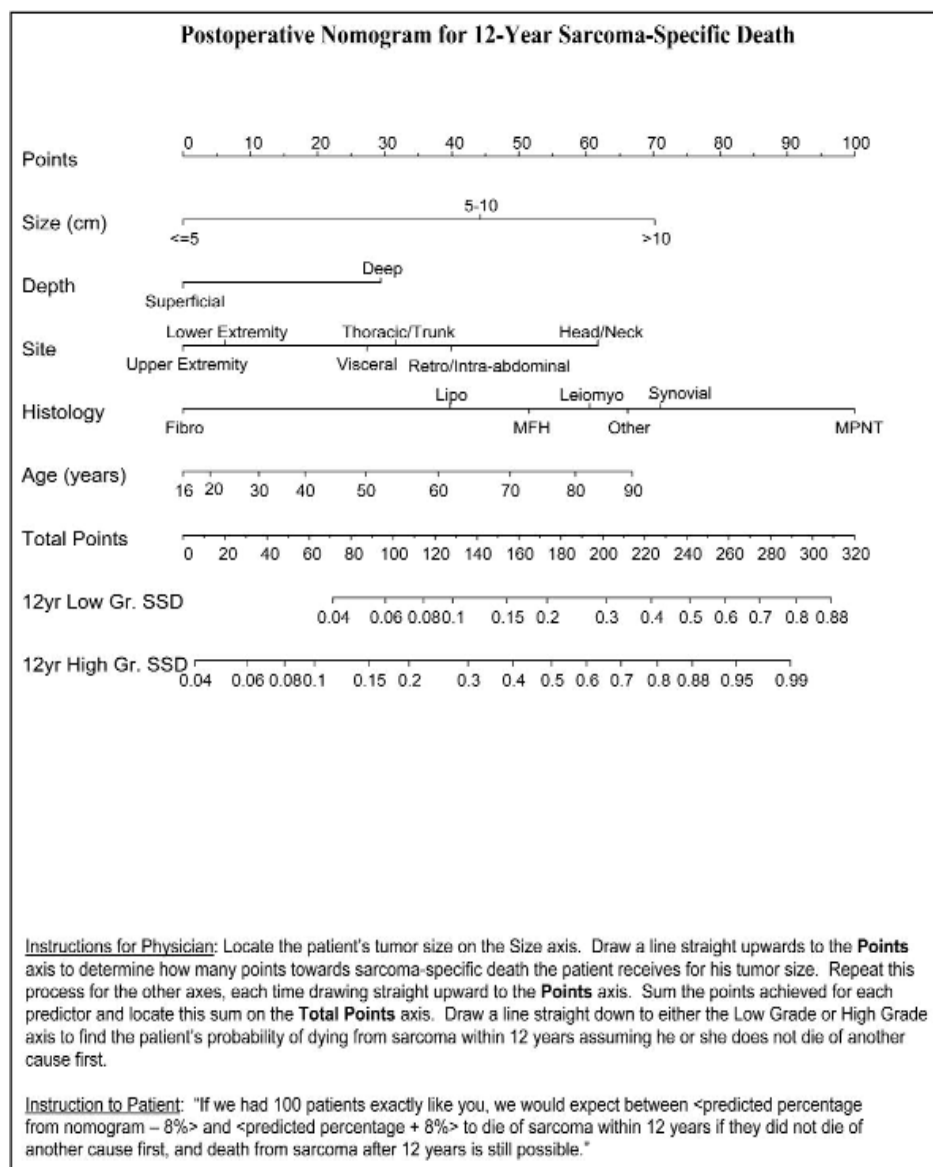 Postoperative Nomogram for 12-Year Sarcoma-Specific Death
0 10 20 30 40 50 60 70 80 90 100
Points
5-10
Size (cm)
<=5 >10
Deep
Depth
Superficial
Lower Extremity Thoracic/Trunk Head/Neck
Site
Upper Extremity Visceral Retro/Intra-abdominal
Lipo Leiomyo Synovial
Histology
Fibro MFH Other MPNT
Age (years)
16 20 30 40 50 60 70 80 90
Total Points
0 20 40 60 80 100 120 140 160 180 200 220 240 260 280 300 320
12yr Low Gr. SSD
0.04 0.06 0.08 0.1 0.15 0.2 0.3 0.4 0.5 0.6 0.7 0.8 0.88
12yr High Gr. SSD
0.04 0.06 0.08 0.1 0.15 0.2 0.3 0.4 0.5 0.6 0.7 0.8 0.88 0.95 0.99
Instructions for Physician: Locate the patient's tumor size on the Size axis. Draw a line straight upwards to the Points
axis to determine how many points towards sarcoma-specific death the patient receives for his tumor size. Repeat this
process for the other axes, each time drawing straight upward to the Points axis. Sum the points achieved for each
predictor and locate this sum on the Total Points axis. Draw a line straight down to either the Low Grade or High Grade
axis to find the patient's probability of dying from sarcoma within 12 years assuming he or she does not die of another
cause first.
Instruction to Patient: "If we had 100 patients exactly like you, we would expect between <predicted percentage
from nomogram – 8%> and <predicted percentage + 8%> to die of sarcoma within 12 years if they did not die of
another cause first, and death from sarcoma after 12 years is still possible."